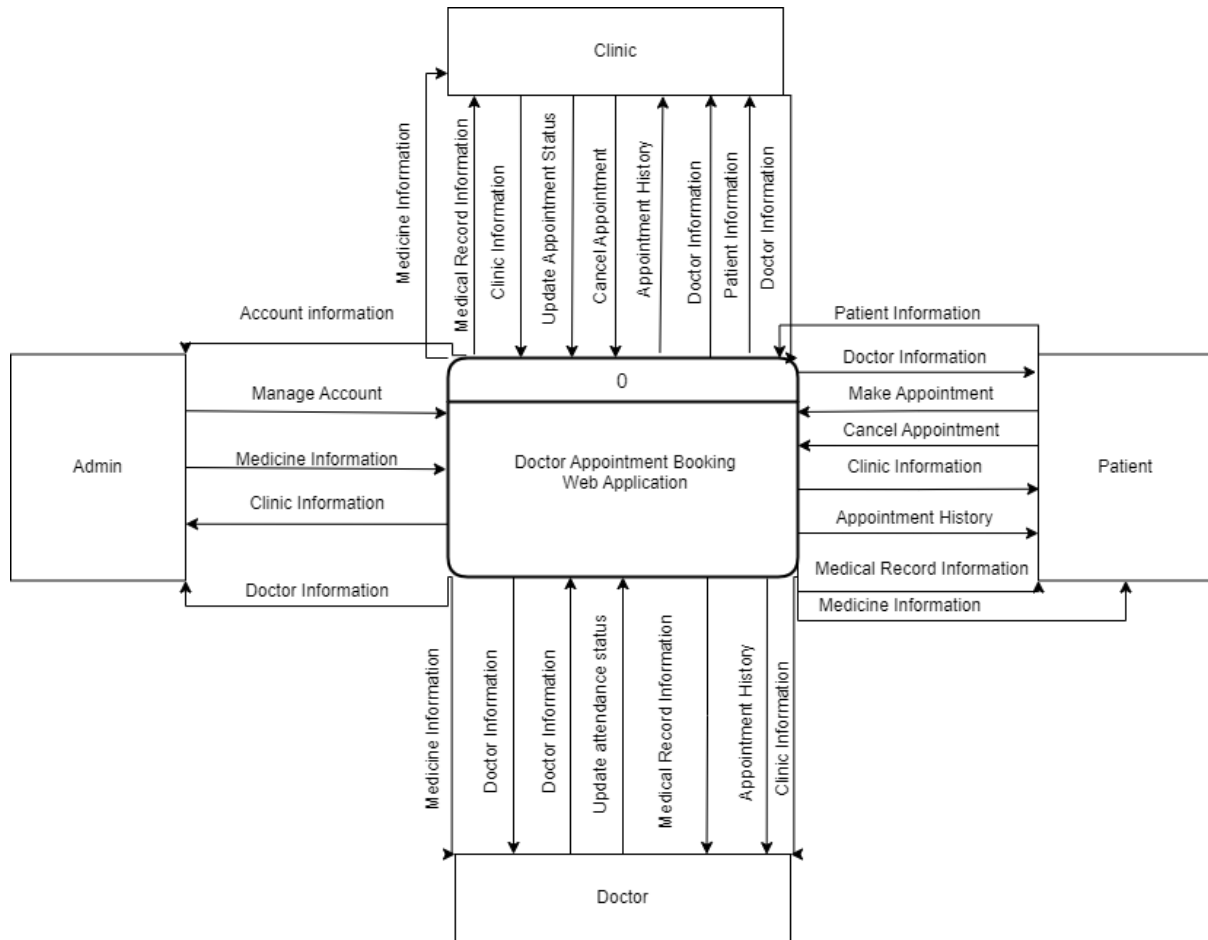 Clinic
Medicine Information
Medical Record Information
Clinic Information
Update Appointment Status
Cancel Appointment
Appointment History
Doctor Information
Patient Information
Doctor Information
Account information
Manage Account
Medicine Information
Clinic Information
Doctor Information
Admin
0
Doctor Appointment Booking
Web Application
Patient Information
Doctor Information
Make Appointment
Cancel Appointment
Clinic Information
Appointment History
Medical Record Information
Medicine Information
Patient
Medicine Information
Doctor Information
Doctor Information
Update attendance status
Medical Record Information
Appointment History
Clinic Information
Doctor